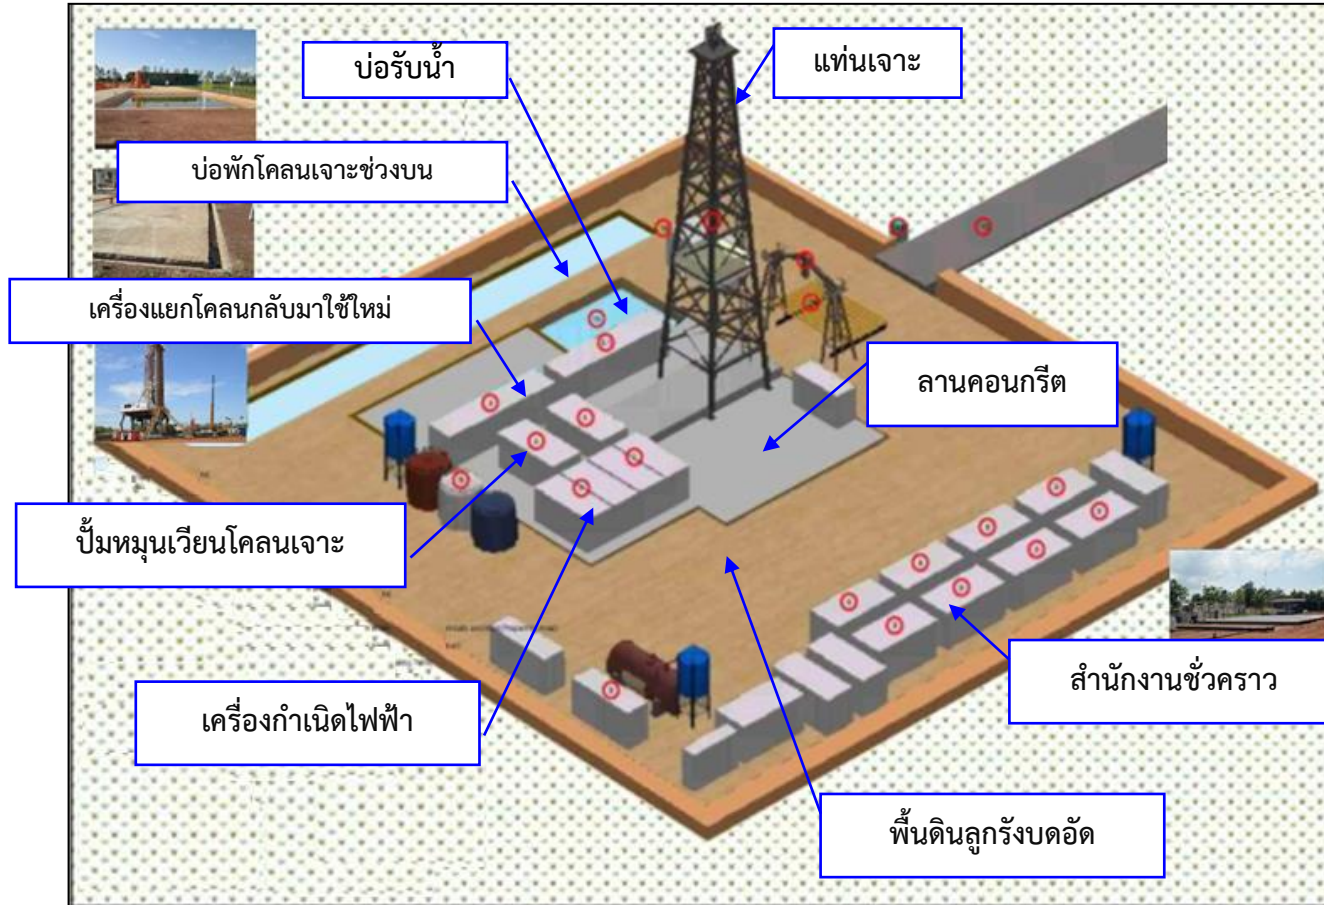 บ่อรับน้ำ
แท่นเจาะ
บ่อพักโคลนเจาะช่วงบน
เครื่องแยกโคลนกลับมาใช้ใหม่
ลานคอนกรีต
ปั้มหมุนเวียนโคลนเจาะ
สำนักงานชั่วคราว
เครื่องกำเนิดไฟฟ้า
พื้นดินลูกรังบดอัด